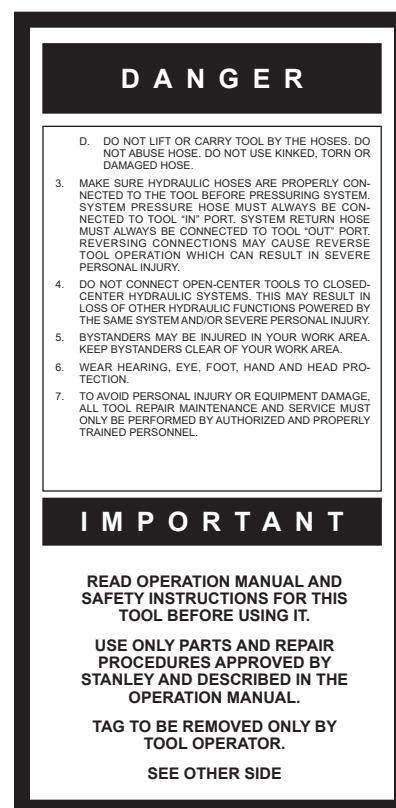 DANGER
D. DO NOT LIFT OR CARRY TOOL BY THE HOSES. DO
NOT ABUSE HOSE. DO NOT USE KINKED, TORN OR
DAMAGED HOSE.
3. MAKE SURE HYDRAULIC HOSES ARE PROPERLY CON-
NECTED TO THE TOOL BEFORE PRESSURING SYSTEM.
SYSTEM PRESSURE HOSE MUST ALWAYS BE CON-
NECTED TO TOOL “IN” PORT. SYSTEM RETURN HOSE
MUST ALWAYS BE CONNECTED TO TOOL “OUT” PORT.
REVERSING CONNECTIONS MAY CAUSE REVERSE
TOOL OPERATION WHICH CAN RESULT IN SEVERE
PERSONAL INJURY.
4. DO NOT CONNECT OPEN-CENTER TOOLS TO CLOSED-
CENTER HYDRAULIC SYSTEMS. THIS MAY RESULT IN
LOSS OF OTHER HYDRAULIC FUNCTIONS POWERED BY
THE SAME SYSTEM AND/OR SEVERE PERSONAL INJURY.
5. BYSTANDERS MAY BE INJURED IN YOUR WORK AREA.
KEEP BYSTANDERS CLEAR OF YOUR WORK AREA.
6. WEAR HEARING, EYE, FOOT, HAND AND HEAD PRO-
TECTION.
7. TO AVOID PERSONAL INJURY OR EQUIPMENT DAMAGE,
ALL TOOL REPAIR MAINTENANCE AND SERVICE MUST
ONLY BE PERFORMED BY AUTHORIZED AND PROPERLY
TRAINED PERSONNEL.
IMPORTANT
READ OPERATION MANUAL AND
SAFETY INSTRUCTIONS FOR THIS
TOOL BEFORE USING IT.
USE ONLY PARTS AND REPAIR
PROCEDURES APPROVED BY
STANLEY AND DESCRIBED IN THE
OPERATION MANUAL.
TAG TO BE REMOVED ONLY BY
TOOL OPERATOR.
SEE OTHER SIDE